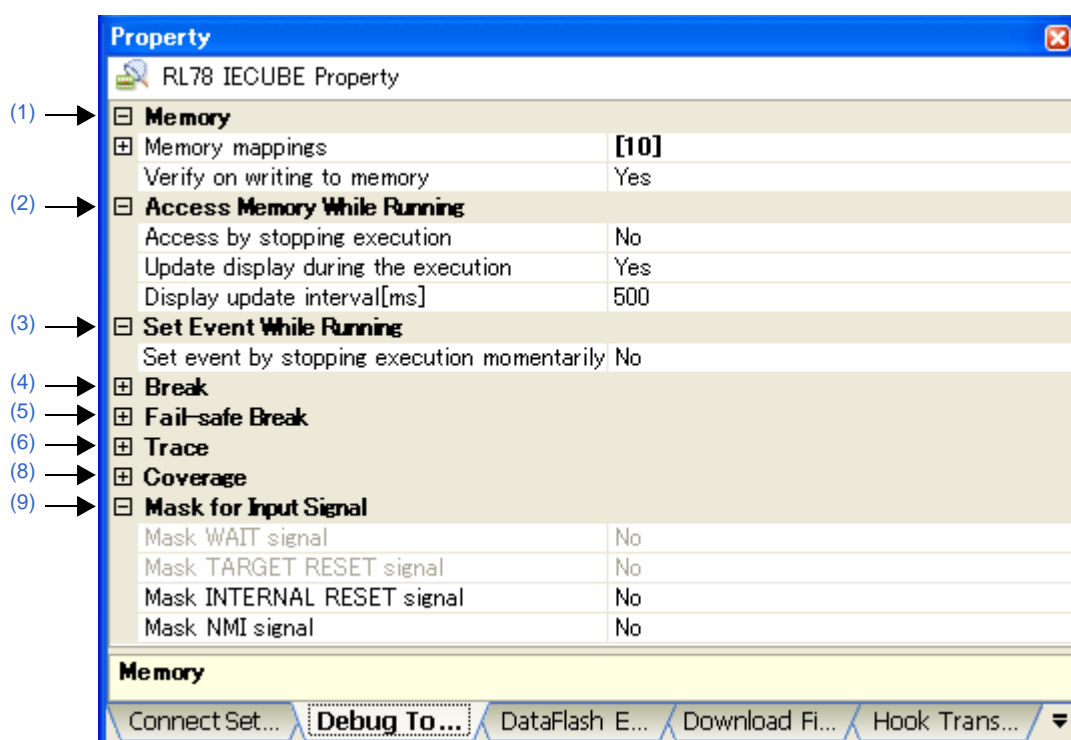 Property
RL78 IECUBE Property
(1) Memory
Memory mappings [10]
Verify on writing to memory Yes
(2) Access Memory While Running
Access by stopping execution No
Update display during the execution Yes
Display update interval[ms] 500
(3) Set Event While Running
Set event by stopping execution momentarily No
(4) Break
(5) Fail-safe Break
(6) Trace
(8) Coverage
(9) Mask for Input Signal
Mask WAIT signal No
Mask TARGET RESET signal No
Mask INTERNAL RESET signal No
Mask NMI signal No
Memory
Connect Set... Debug To... DataFlash E... Download Fi... Hook Trans...